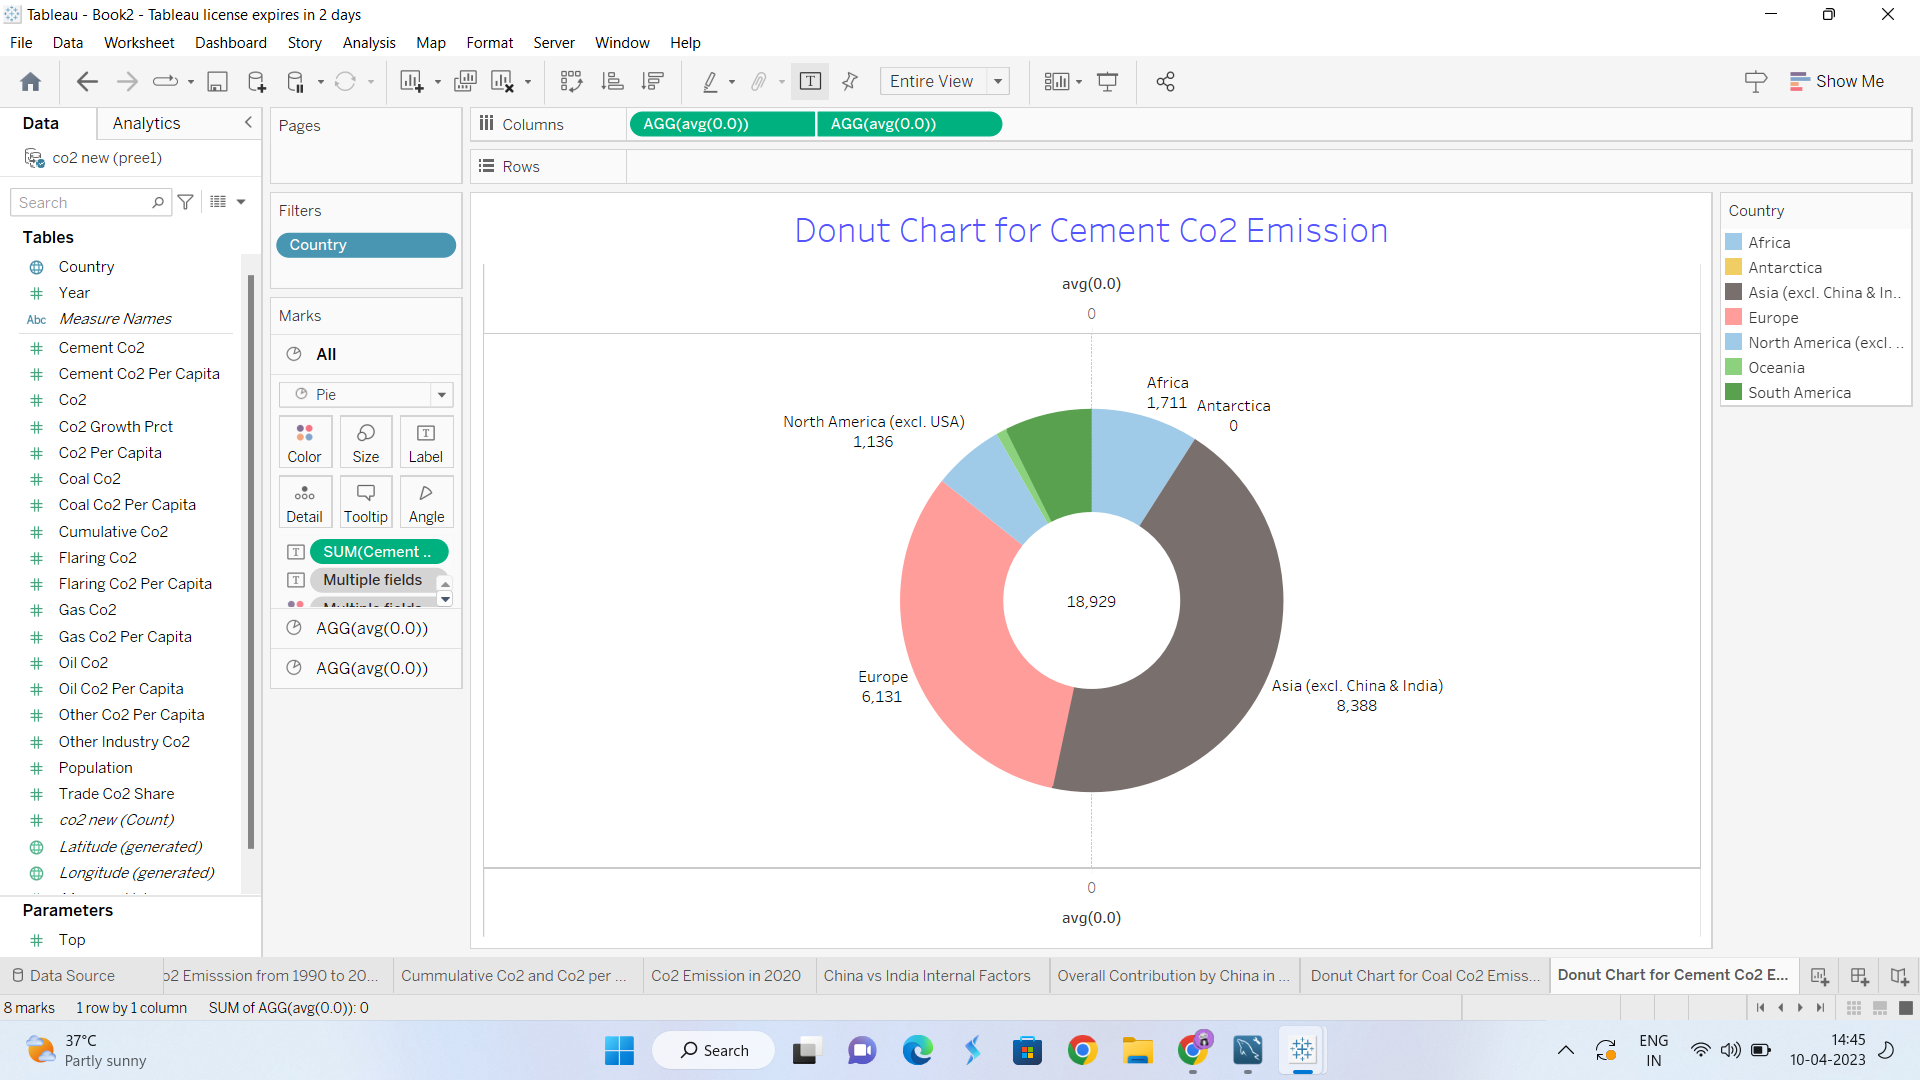 Tableau - Book2 - Tableau license expires in 2 days
File Data Worksheet Dashboard Story Analysis Map Format Server Window Help
Entire View
Show Me
Data Analytics
co2 new (pree1)
Search
Tables
Country
Year
Abc Measure Names
Cement Co2
Cement Co2 Per Capita
Co2
Co2 Growth Prct
Co2 Per Capita
Coal Co2
Coal Co2 Per Capita
Cumulative Co2
Flaring Co2
Flaring Co2 Per Capita
Gas Co2
Gas Co2 Per Capita
Oil Co2
Oil Co2 Per Capita
Other Co2 Per Capita
Other Industry Co2
Population
Trade Co2 Share
co2 new (Count)
Latitude (generated)
Longitude (generated)
Parameters
Top
Pages
Filters
Country
Marks
All
Pie
Color Size Label
Detail Tooltip Angle
SUM(Cement ..
Multiple fields
AGG(avg(0.0))
AGG(avg(0.0))
Columns AGG(avg(0.0)) AGG(avg(0.0))
Rows
Donut Chart for Cement Co2 Emission
avg(0.0)
0
Africa
1,711
Antarctica
0
North America (excl. USA)
1,136
18,929
Europe
6,131
Asia (excl. China & India)
8,388
0
avg(0.0)
Country
Africa
Antarctica
Asia (excl. China & In..
Europe
North America (excl. ..
Oceania
South America
Data Source
o2 Emisssion from 1990 to 20...
Cummulative Co2 and Co2 per ...
Co2 Emission in 2020
China vs India Internal Factors
Overall Contribution by China in ...
Donut Chart for Coal Co2 Emiss...
Donut Chart for Cement Co2 E...
8 marks 1 row by 1 column SUM of AGG(avg(0.0)): 0
37°C
Partly sunny
Search
ENG
IN
14:45
10-04-2023